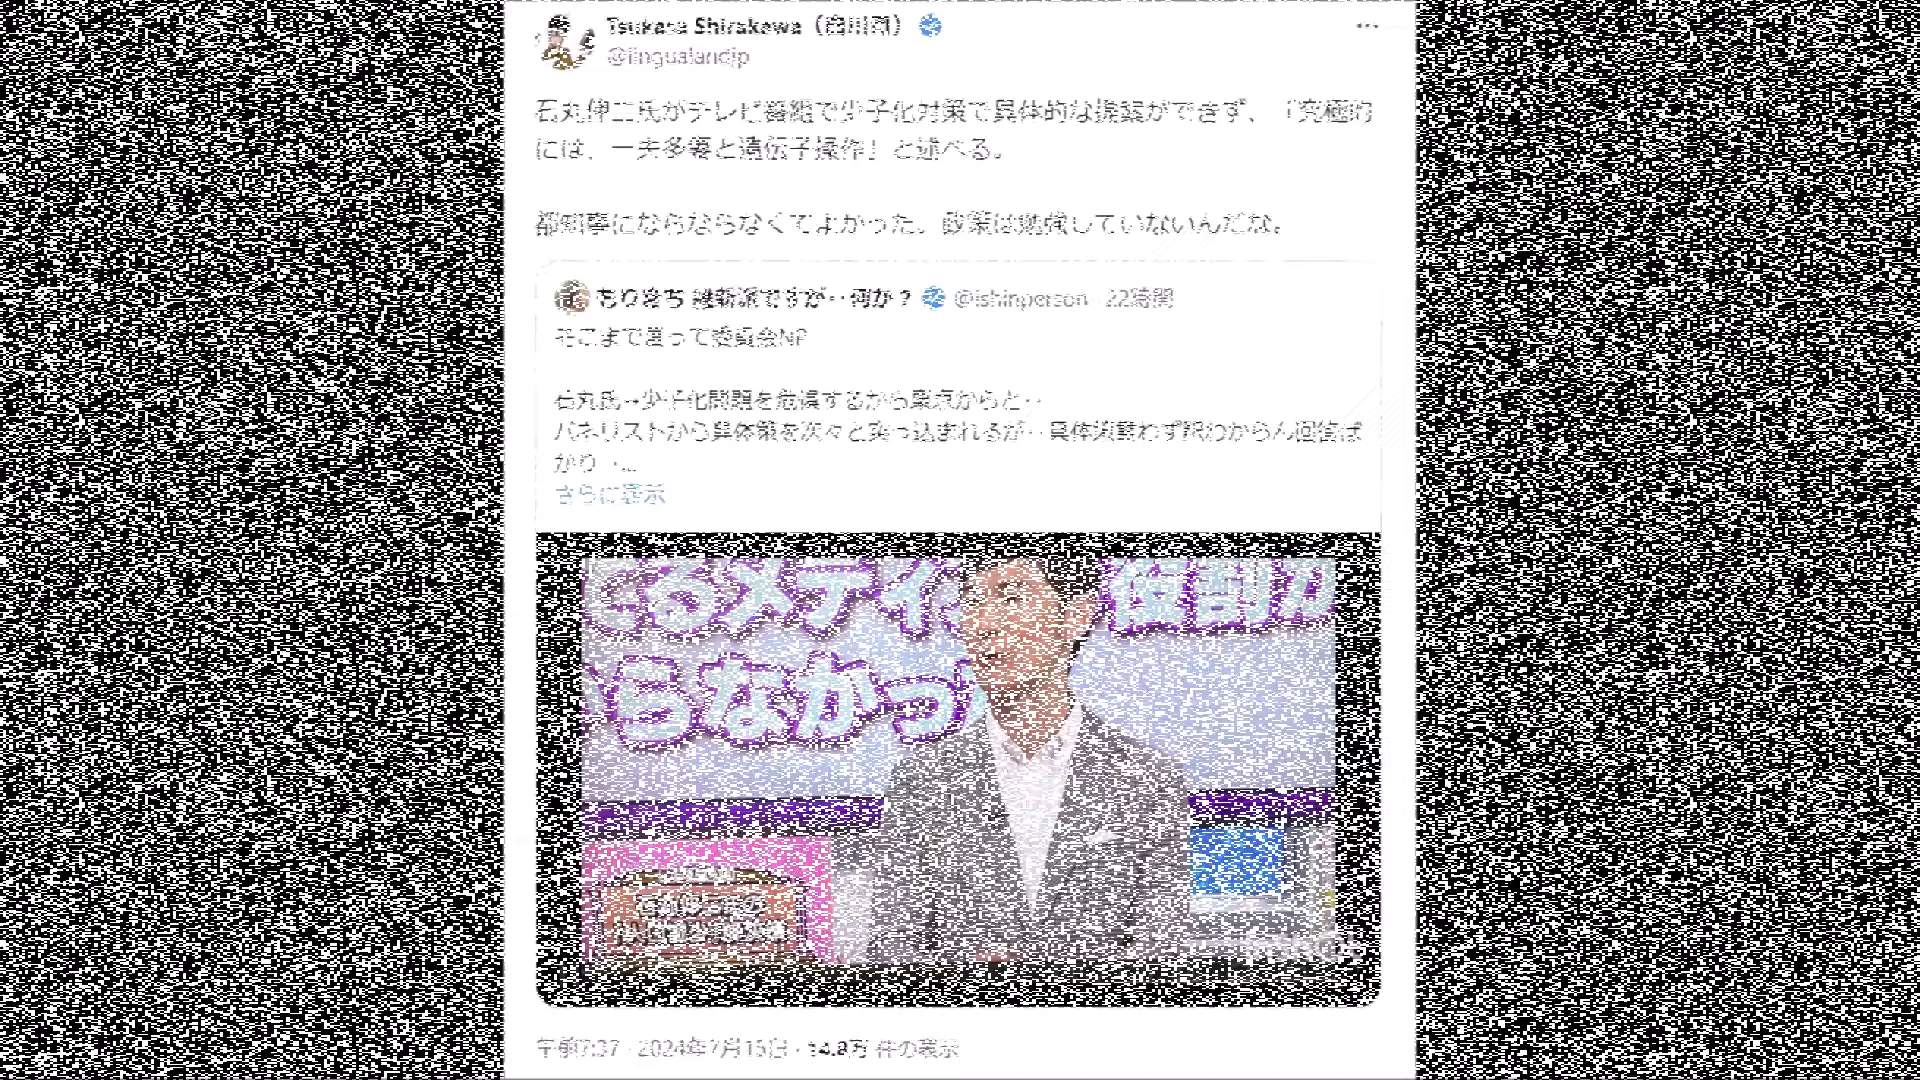 Tsukasa Shirakawa（白川司）
@lingualandjp
石丸伸二氏がテレビ番組で少子化対策で具体的な提案ができず、「究極的
には、一夫多妻と遺伝子操作」と述べる。
都知事にならならなくてよかった。政策は勉強していないんだな。
維新派ですが‥何か？ @ishinperson · 22時間
そこまで言って委員会NP
石丸氏→少子化問題を危惧するから東京からと‥
パネリストから具体策を次々と突っ込まれるが‥具体策言わず訳わからん回答ば
かり→...
さらに表示
るメディ 役割が
らなかっ
午前7:37 · 2024年7月15日 · 14.8万 件の表示